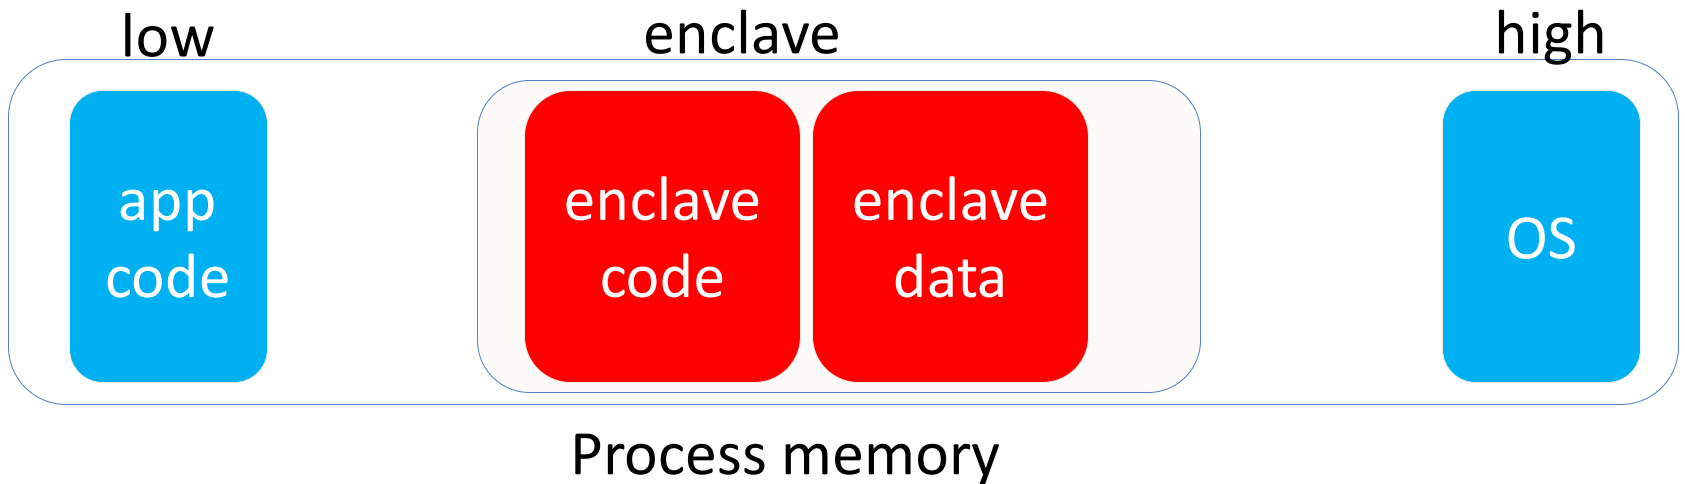 low
enclave
high
app
code
enclave
code
enclave
data
OS
Process memory